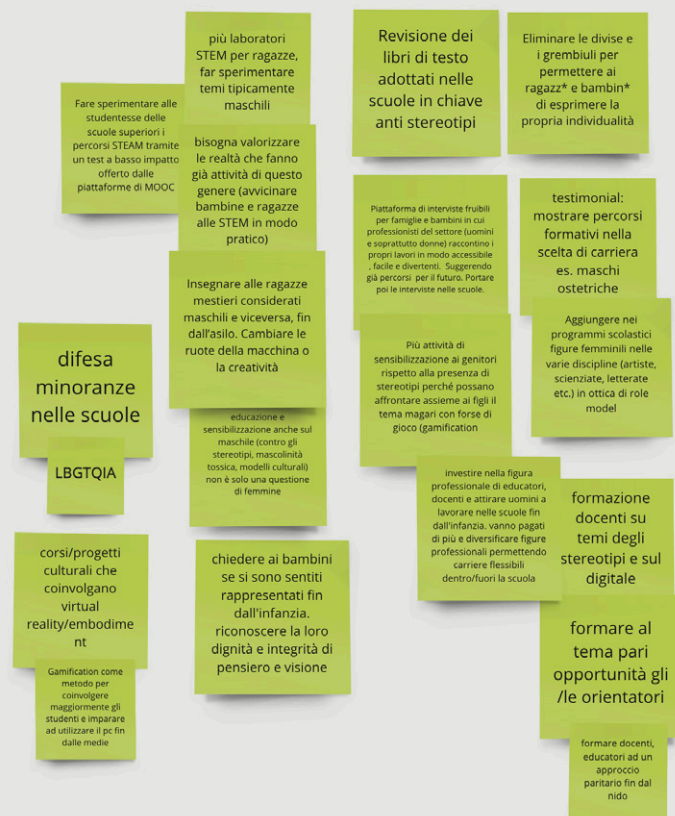 più laboratori
STEM per ragazze,
far sperimentare
temi tipicamente
maschili
Fare sperimentare alle
studentesse delle
scuole superiori i
percorsi STEAM tramite
un test a basso impatto
offerto dalle
piattaforme di MOOC
bisogna valorizzare
le realtà che fanno
già attività di questo
genere (avvicinare
bambine e ragazze
alle STEM in modo
pratico)
Insegnare alle ragazze
mestieri considerati
maschili e viceversa, fin
dall'asilo. Cambiare le
ruote della macchina o
la creatività
difesa
minoranze
nelle scuole
LBGTQIA
educazione e
sensibilizzazione anche sul
maschile (contro gli
stereotipi, mascolinità
tossica, modelli culturali)
non è solo una questione
di femmine
corsi/progetti
culturali che
coinvolgano
virtual
reality/embodime
nt
Gamification come
metodo per
coinvolgere
maggiormente gli
studenti e imparare
ad utilizzare il pc fin
dalle medie
chiedere ai bambini
se si sono sentiti
rappresentati fin
dall'infanzia.
riconoscere la loro
dignità e integrità di
pensiero e visione
Revisione dei
libri di testo
adottati nelle
scuole in chiave
anti stereotipi
Eliminare le divise e
i grembiuli per
permettere ai
ragazz* e bambin*
di esprimere la
propria individualità
Piattaforma di interviste fruibili
per famiglie e bambini in cui
professionisti del settore (uomini
e soprattutto donne) raccontino i
propri lavori in modo accessibile
, facile e divertenti. Suggerendo
già percorsi per il futuro. Portare
poi le interviste nelle scuole.
testimonial:
mostrare percorsi
formativi nella
scelta di carriera
es. maschi
ostetriche
Più attività di
sensibilizzazione ai genitori
rispetto alla presenza di
stereotipi perché possano
affrontare assieme ai figli il
tema magari con forse di
gioco (gamification
Aggiungere nei
programmi scolastici
figure femminili nelle
varie discipline (artiste,
scienziate, letterate
etc.) in ottica di role
model
investire nella figura
professionale di educatori,
docenti e attirare uomini a
lavorare nelle scuole fin
dall'infanzia. vanno pagati
di più e diversificare figure
professionali permettendo
carriere flessibili
dentro/fuori la scuola
formazione
docenti su
temi degli
stereotipi e sul
digitale
formare al
tema pari
opportunità gli
/le orientatori
formare docenti,
educatori ad un
approccio
paritario fin dal
nido